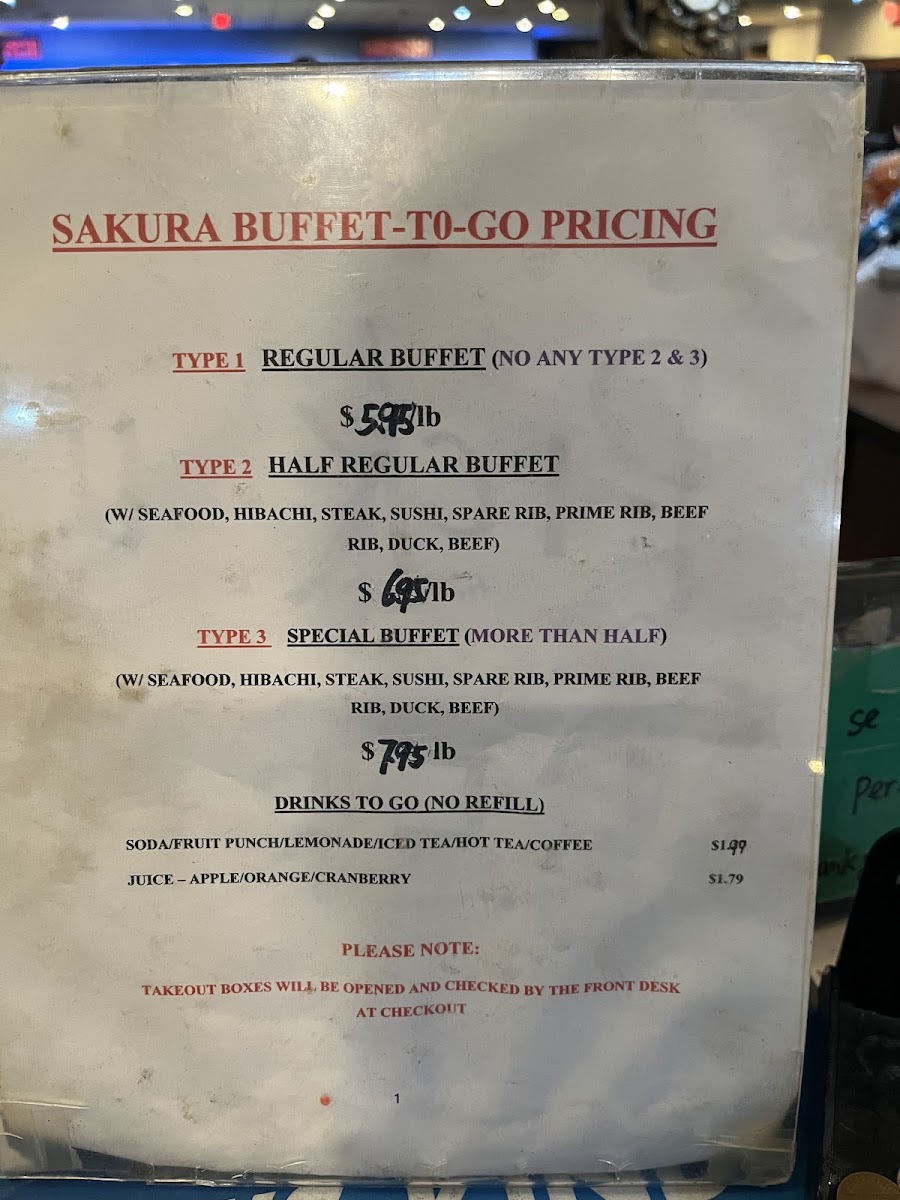 SAKURA BUFFET-T0-GO PRICING
TYPE 1 REGULAR BUFFET (NO ANY TYPE 2 & 3)
$ 5.95/lb
TYPE 2 HALF REGULAR BUFFET
(W/ SEAFOOD, HIBACHI, STEAK, SUSHI, SPARE RIB, PRIME RIB, BEEF
RIB, DUCK, BEEF)
$ 6.95/lb
TYPE 3 SPECIAL BUFFET (MORE THAN HALF)
(W/ SEAFOOD, HIBACHI, STEAK, SUSHI, SPARE RIB, PRIME RIB, BEEF
RIB, DUCK, BEEF)
$ 7.95/lb
DRINKS TO GO (NO REFILL)
SODA/FRUIT PUNCH/LEMONADE/ICED TEA/HOT TEA/COFFEE $1.99
JUICE – APPLE/ORANGE/CRANBERRY $1.79
PLEASE NOTE:
TAKEOUT BOXES WILL BE OPENED AND CHECKED BY THE FRONT DESK
AT CHECKOUT
1
se
per